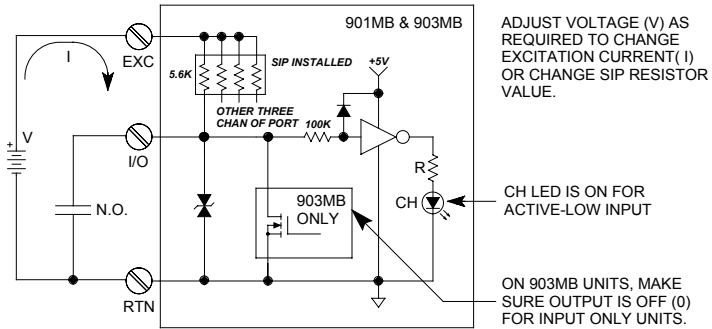 901MB & 903MB
ADJUST VOLTAGE (V) AS
REQUIRED TO CHANGE
EXCITATION CURRENT( I)
OR CHANGE SIP RESISTOR
VALUE.
I
EXC
5.6K
SIP INSTALLED
+5V
OTHER THREE
CHAN OF PORT
100K
+
V
I/O
R
N.O.
903MB
ONLY
CH
CH LED IS ON FOR
ACTIVE-LOW INPUT
RTN
ON 903MB UNITS, MAKE
SURE OUTPUT IS OFF (0)
FOR INPUT ONLY UNITS.